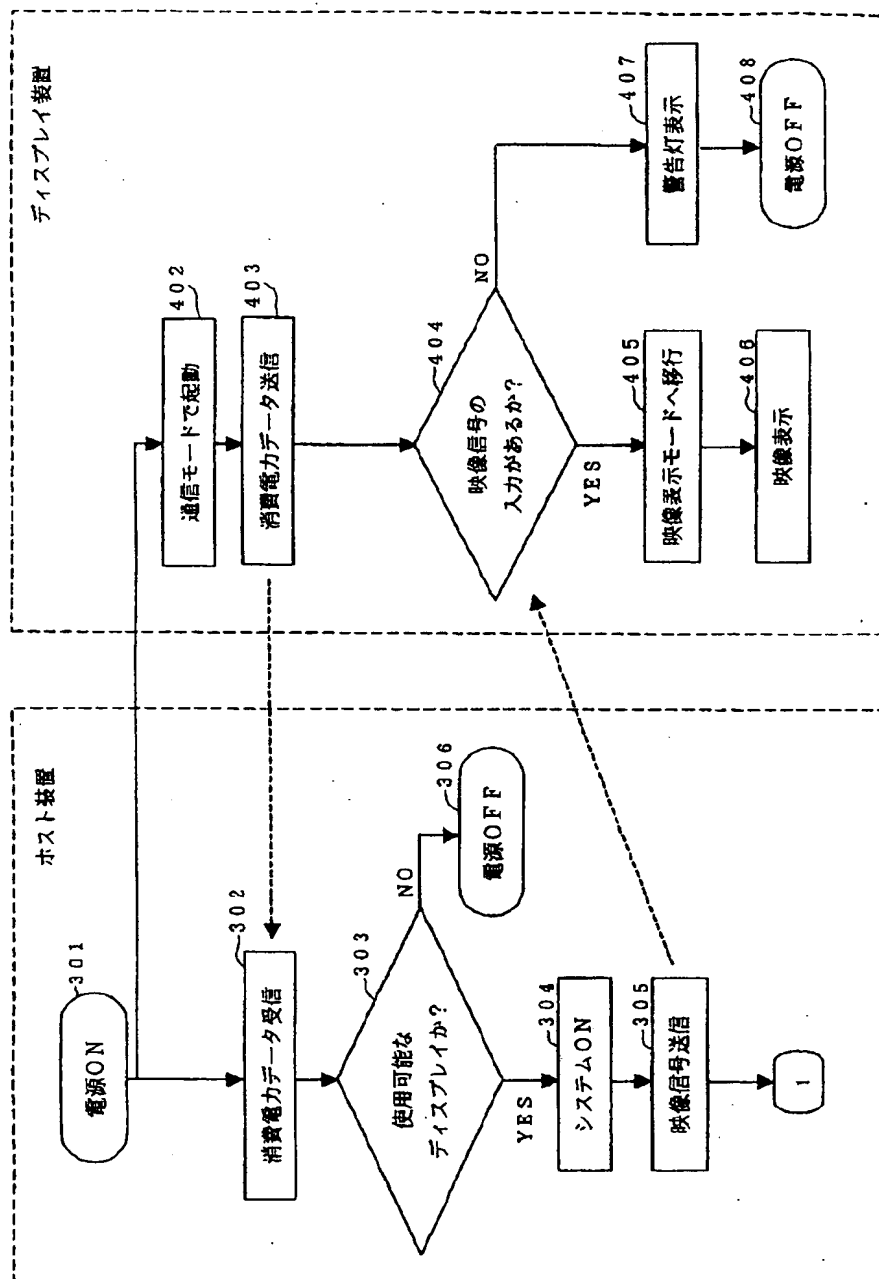 ホスト装置
電源ON
301
消費電力データ受信
302
使用可能な
ディスプレイか?
303
NO
電源OFF
306
YES
システムON
304
映像信号送信
305
1
ディスプレイ装置
通信モードで起動
402
消費電力データ送信
403
映像信号の
入力があるか?
404
NO
YES
映像表示モードへ移行
405
映像表示
406
警告灯表示
407
電源OFF
408